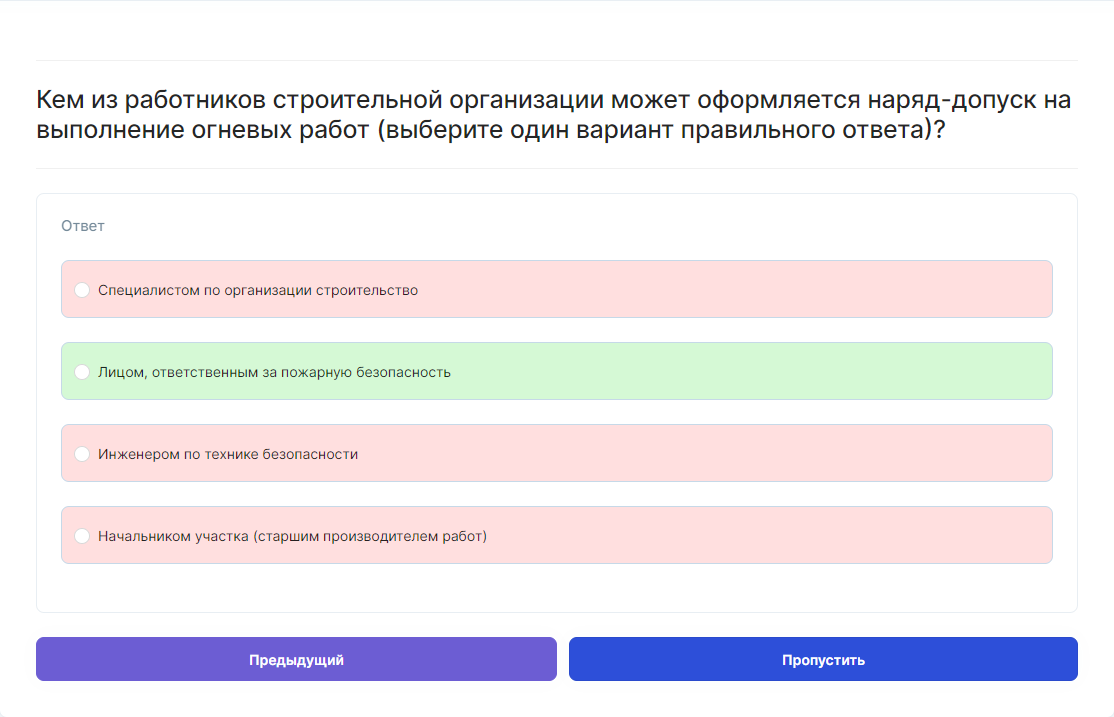 Кем из работников строительной организации может оформляется наряд-допуск на
выполнение огневых работ (выберите один вариант правильного ответа)?
Ответ
Специалистом по организации строительство
Лицом, ответственным за пожарную безопасность
Инженером по технике безопасности
Начальником участка (старшим производителем работ)
Предыдущий
Пропустить